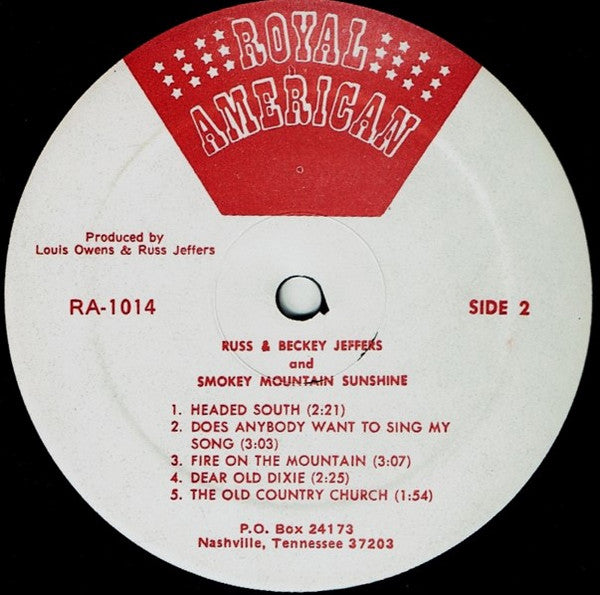 ROYAL
AMERICAN
Produced by
Louis Owens & Russ Jeffers
RA-1014
SIDE 2
RUSS & BECKEY JEFFERS
and
SMOKEY MOUNTAIN SUNSHINE
1. HEADED SOUTH (2:21)
2. DOES ANYBODY WANT TO SING MY
SONG (3:03)
3. FIRE ON THE MOUNTAIN (3:07)
4. DEAR OLD DIXIE (2:25)
5. THE OLD COUNTRY CHURCH (1:54)
P.O. Box 24173
Nashville, Tennessee 37203